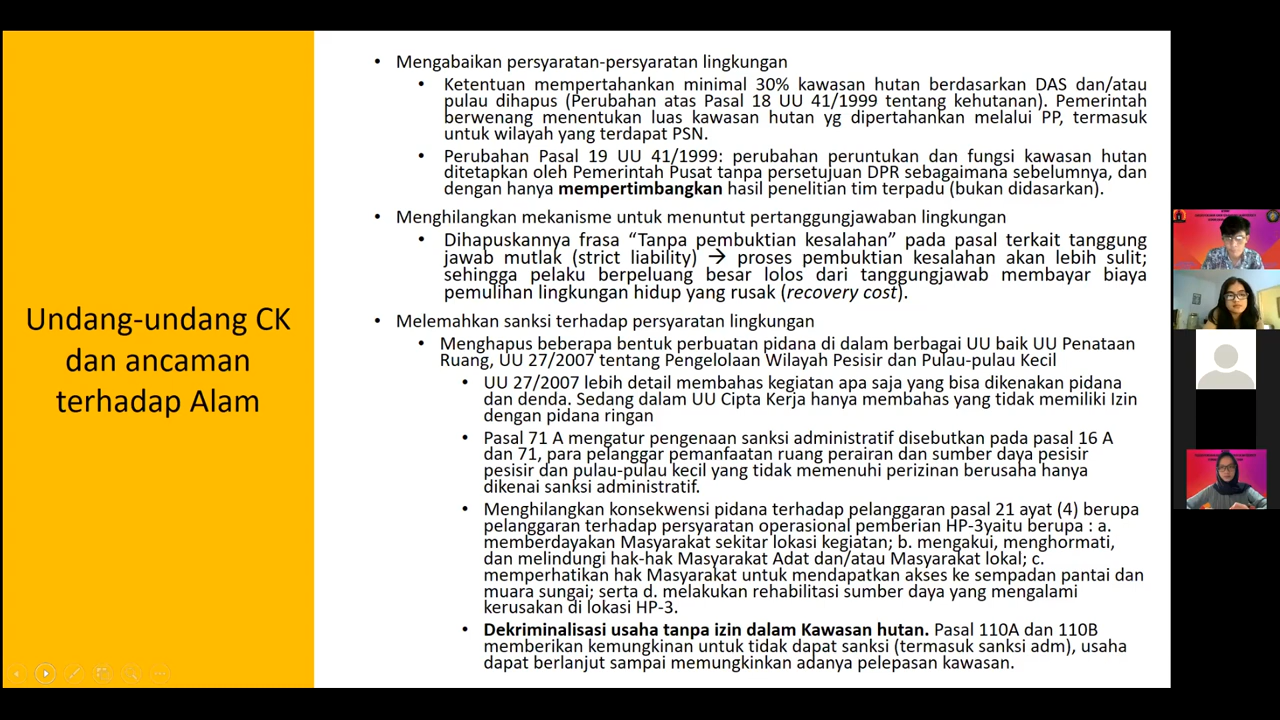 Undang-undang CK
dan ancaman
terhadap Alam
• Mengabaikan persyaratan-persyaratan lingkungan
• Ketentuan mempertahankan minimal 30% kawasan hutan berdasarkan DAS dan/atau
pulau dihapus (Perubahan atas Pasal 18 UU 41/1999 tentang kehutanan). Pemerintah
berwenang menentukan luas kawasan hutan yg dipertahankan melalui PP, termasuk
untuk wilayah yang terdapat PSN.
• Perubahan Pasal 19 UU 41/1999: perubahan peruntukan dan fungsi kawasan hutan
ditetapkan oleh Pemerintah Pusat tanpa persetujuan DPR sebagaimana sebelumnya, dan
dengan hanya mempertimbangkan hasil penelitian tim terpadu (bukan didasarkan).
• Menghilangkan mekanisme untuk menuntut pertanggungjawaban lingkungan
• Dihapuskannya frasa “Tanpa pembuktian kesalahan” pada pasal terkait tanggung
jawab mutlak (strict liability) → proses pembuktian kesalahan akan lebih sulit;
sehingga pelaku berpeluang besar lolos dari tanggungjawab membayar biaya
pemulihan lingkungan hidup yang rusak (recovery cost).
• Melemahkan sanksi terhadap persyaratan lingkungan
• Menghapus beberapa bentuk perbuatan pidana di dalam berbagai UU baik UU Penataan
Ruang, UU 27/2007 tentang Pengelolaan Wilayah Pesisir dan Pulau-pulau Kecil
• UU 27/2007 lebih detail membahas kegiatan apa saja yang bisa dikenakan pidana
dan denda. Sedang dalam UU Cipta Kerja hanya membahas yang tidak memiliki Izin
dengan pidana ringan
• Pasal 71 A mengatur pengenaan sanksi administratif disebutkan pada pasal 16 A
dan 71, para pelanggar pemanfaatan ruang perairan dan sumber daya pesisir
pesisir dan pulau-pulau kecil yang tidak memenuhi perizinan berusaha hanya
dikenai sanksi administratif.
• Menghilangkan konsekwensi pidana terhadap pelanggaran pasal 21 ayat (4) berupa
pelanggaran terhadap persyaratan operasional pemberian HP-3yaitu berupa : a.
memberdayakan Masyarakat sekitar lokasi kegiatan; b. mengakui, menghormati,
dan melindungi hak-hak Masyarakat Adat dan/atau Masyarakat lokal; c.
memperhatikan hak Masyarakat untuk mendapatkan akses ke sempadan pantai dan
muara sungai; serta d. melakukan rehabilitasi sumber daya yang mengalami
kerusakan di lokasi HP-3.
• Dekriminalisasi usaha tanpa izin dalam Kawasan hutan. Pasal 110A dan 110B
memberikan kemungkinan untuk tidak dapat sanksi (termasuk sanksi adm), usaha
dapat berlanjut sampai memungkinkan adanya pelepasan kawasan.